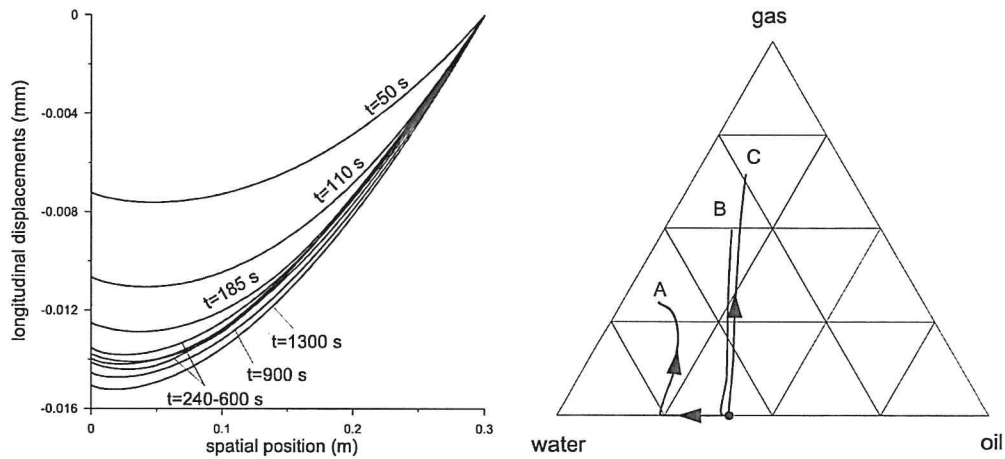 0
-0.004
-0.008
-0.012
-0.016
longitudinal displacements (mm)
t=50 s
t=110 s
t=185 s
t=1300 s
t=900 s
t=240-600 s
0
0.1
0.2
0.3
spatial position (m)
gas
C
B
A
water
oil